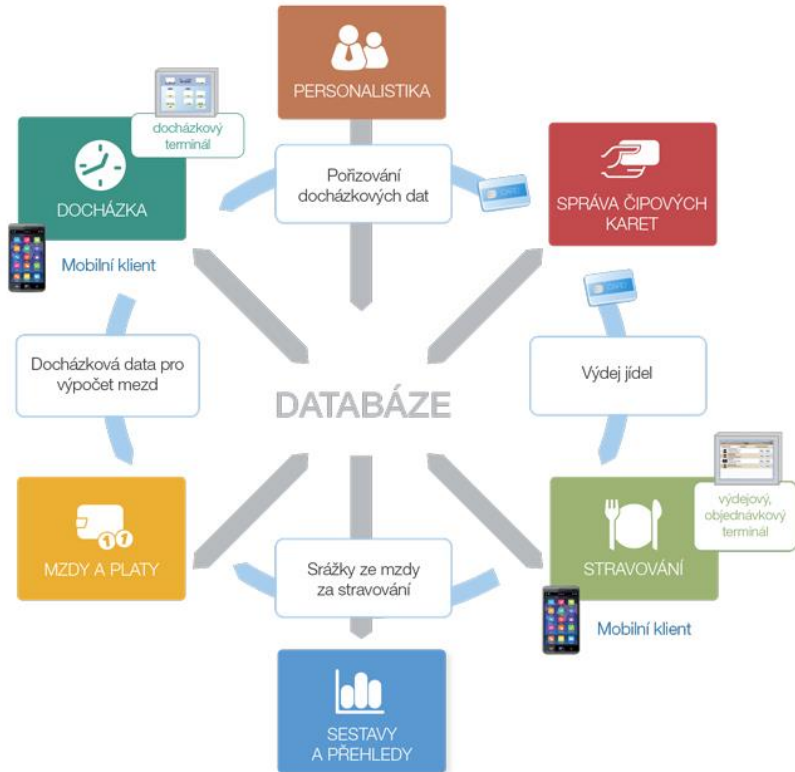 PERSONALISTIKA
docházkový
terminál
DOCHÁZKA
Pořizování
docházkových dat
SPRÁVA ČIPOVÝCH
KARET
Mobilní klient
Docházková data pro
výpočet mezd
Výdej jídel
DATABÁZE
výdejový,
objednávkový
terminál
MZDY A PLATY
Srážky ze mzdy
za stravování
STRAVOVÁNÍ
Mobilní klient
SESTAVY
A PŘEHLEDY